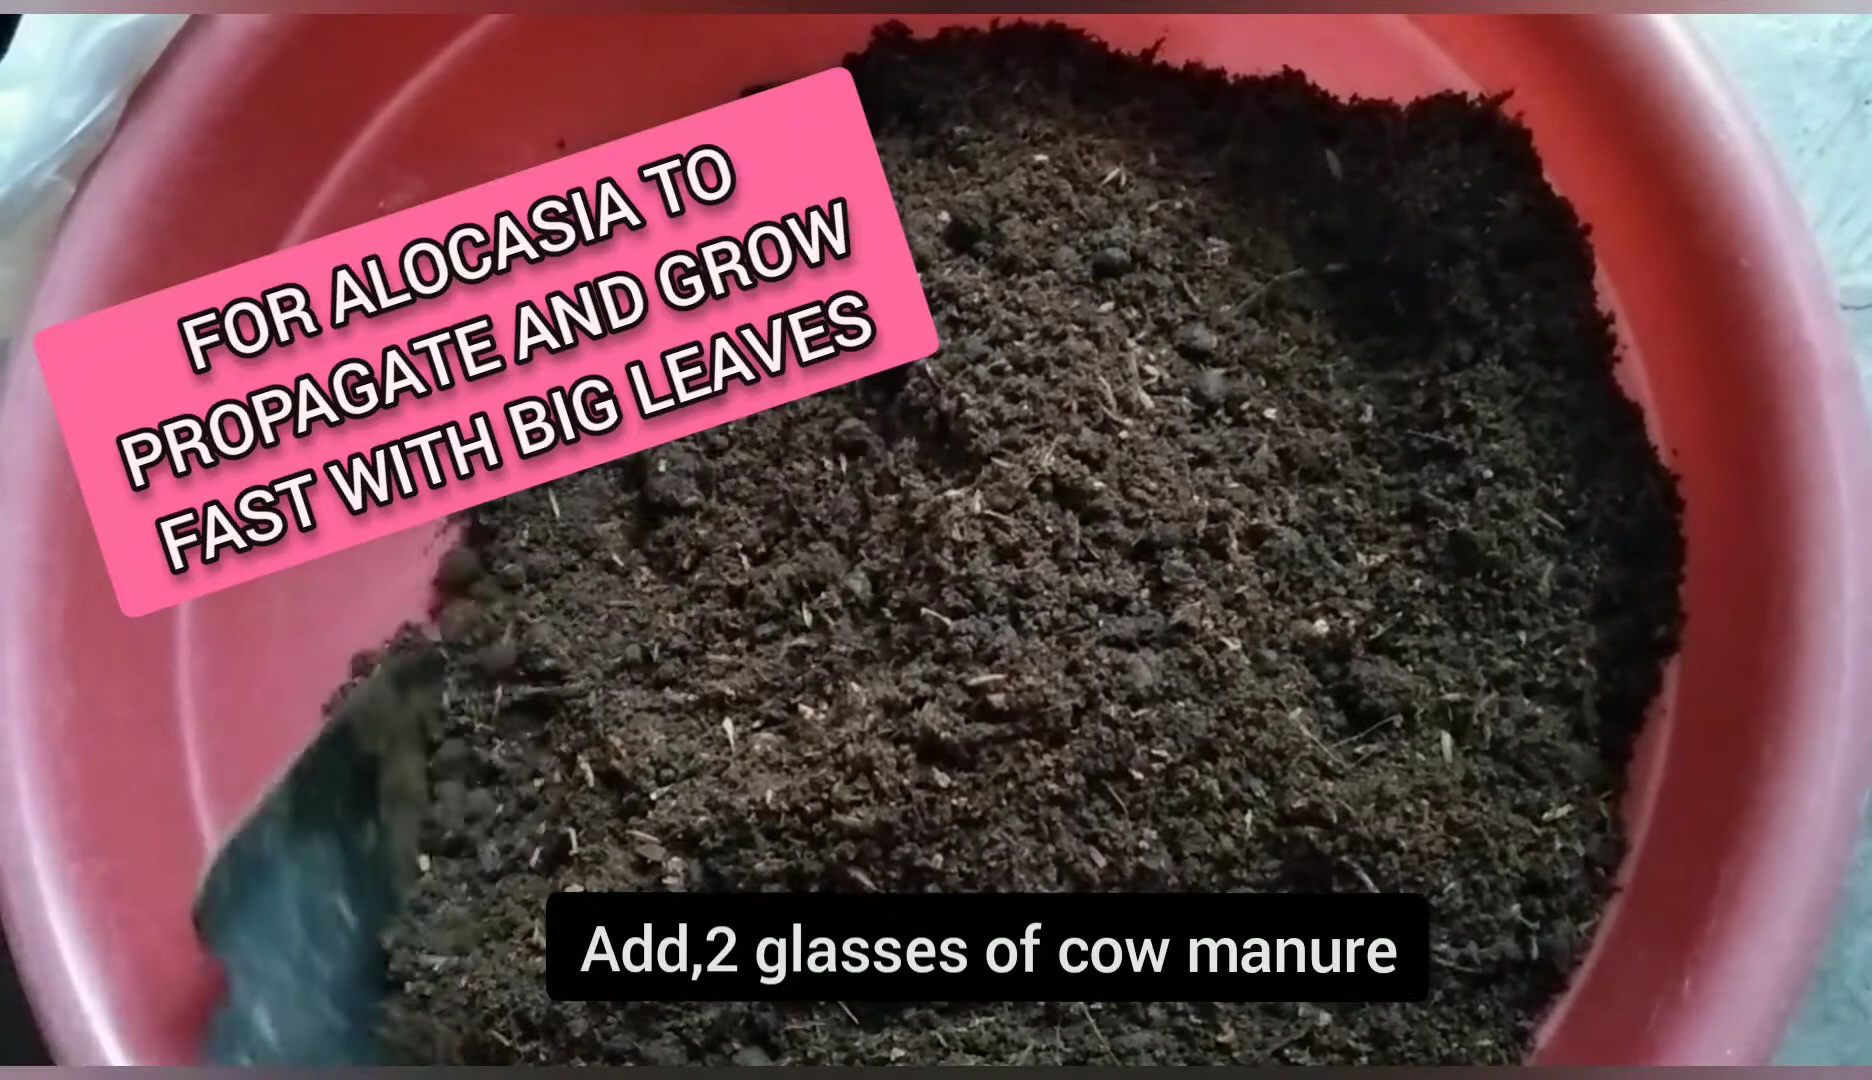 FOR ALOCASIA TO
PROPAGATE AND GROW
FAST WITH BIG LEAVES
Add,2 glasses of cow manure